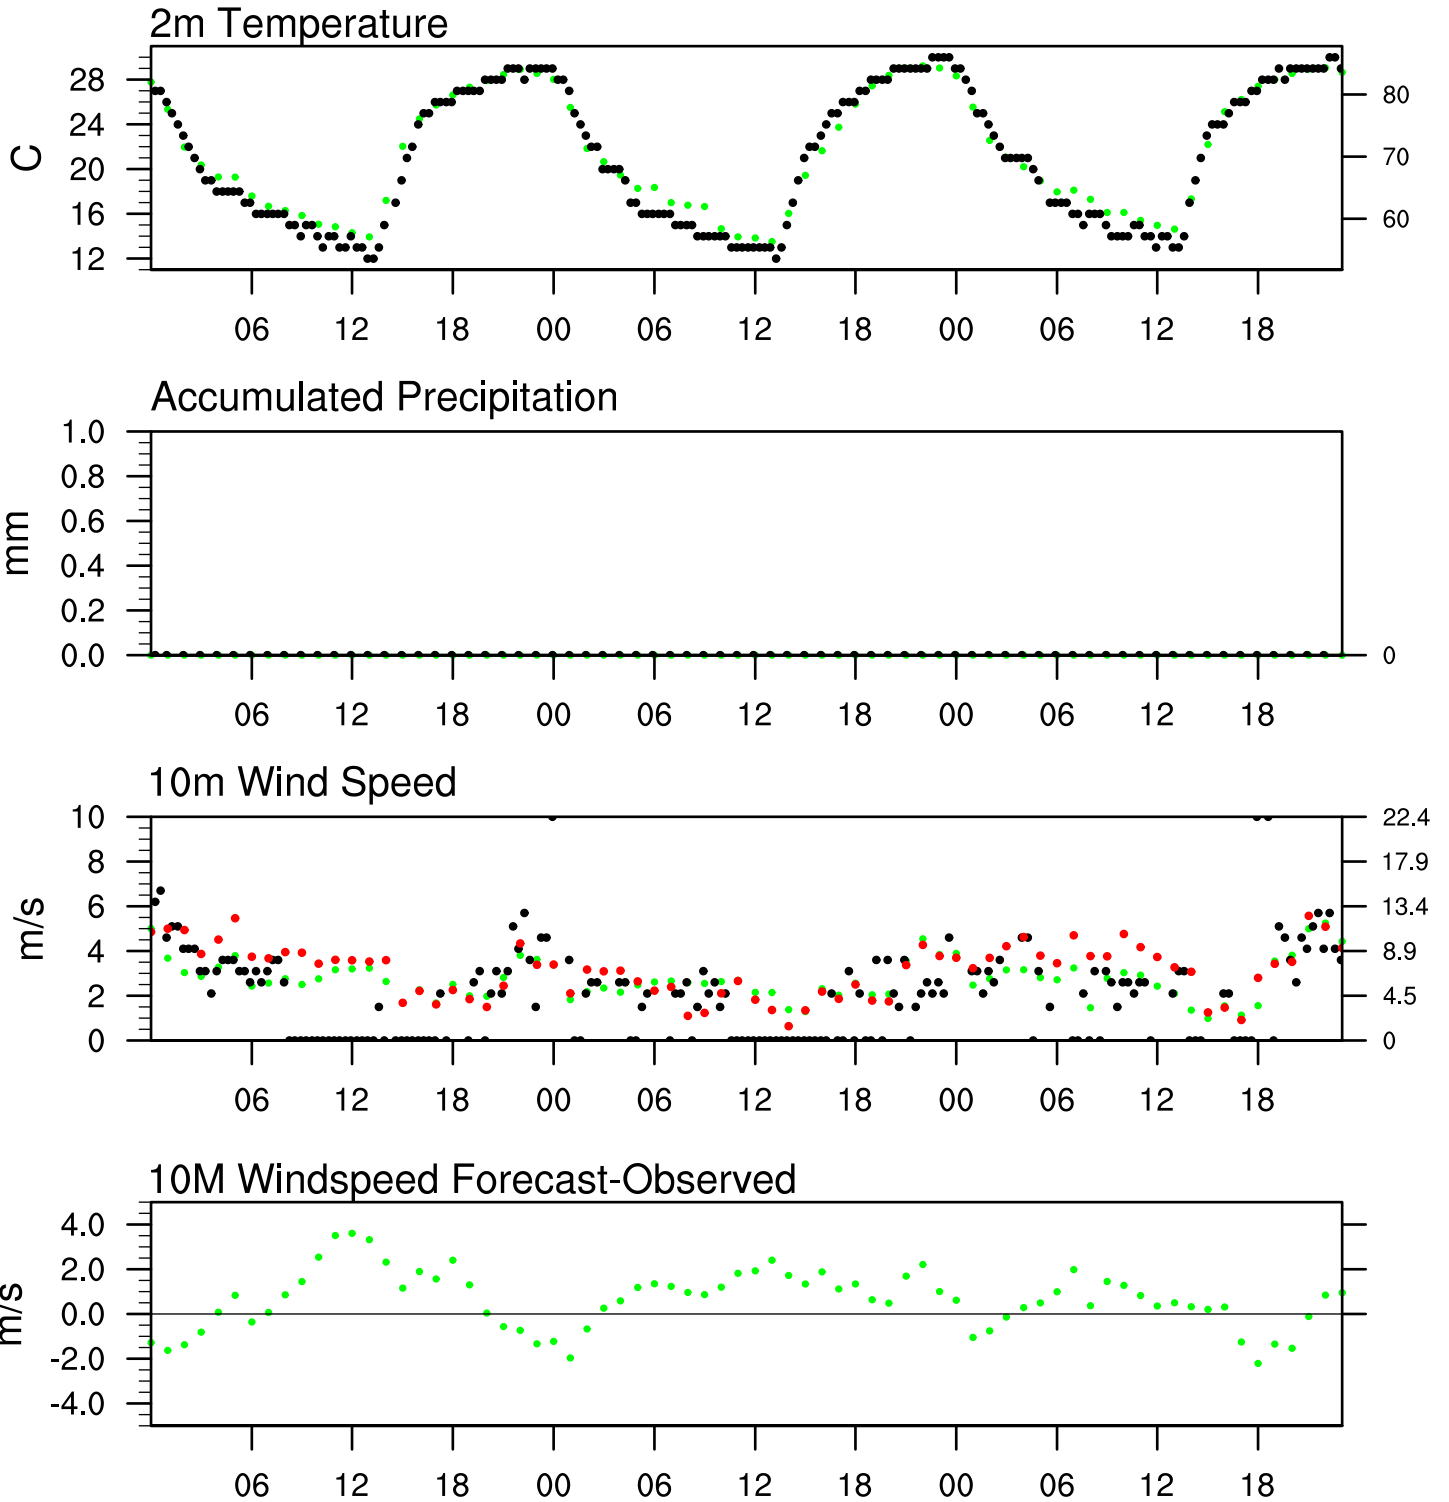 2m Temperature
28
24
20
16
12
C
80
70
60
06 12 18 00 06 12 18 00 06 12 18
Accumulated Precipitation
1.0
0.8
0.6
0.4
0.2
0.0
mm
0
06 12 18 00 06 12 18 00 06 12 18
10m Wind Speed
10
8
6
4
2
0
m/s
22.4
17.9
13.4
8.9
4.5
0
06 12 18 00 06 12 18 00 06 12 18
10M Windspeed Forecast-Observed
4.0
2.0
0.0
-2.0
-4.0
m/s
06 12 18 00 06 12 18 00 06 12 18